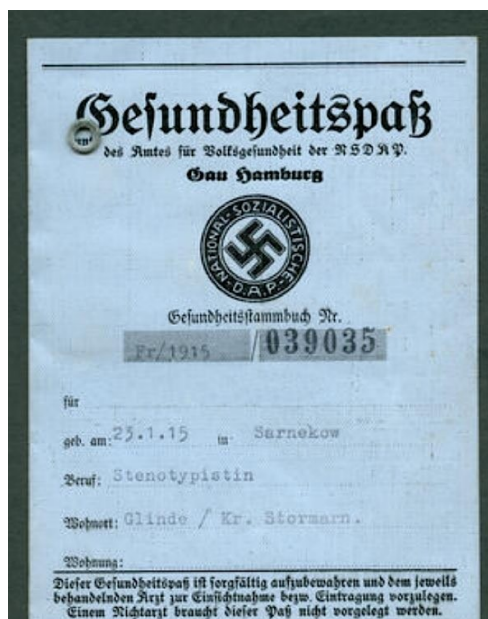 Gesundheitspaß
des Amtes für Volksgesundheit der NSDAP.
Gau Hamburg
NATIONAL-SOZIALISTISCHE D.A.P.
Gesundheitsstammbuch Nr.
Fr/1915 / 039035
für
geb. am: 23.1.15 in Sarnekow
Beruf: Stenotypistin
Wohnort: Glinde / Kr. Stormarn.
Wohnung:
Dieser Gesundheitspaß ist sorgfältig aufzubewahren und dem jeweils
behandelnden Arzt zur Einsichtnahme bezw. Eintragung vorzulegen.
Einem Nichtarzt braucht dieser Paß nicht vorgelegt werden.